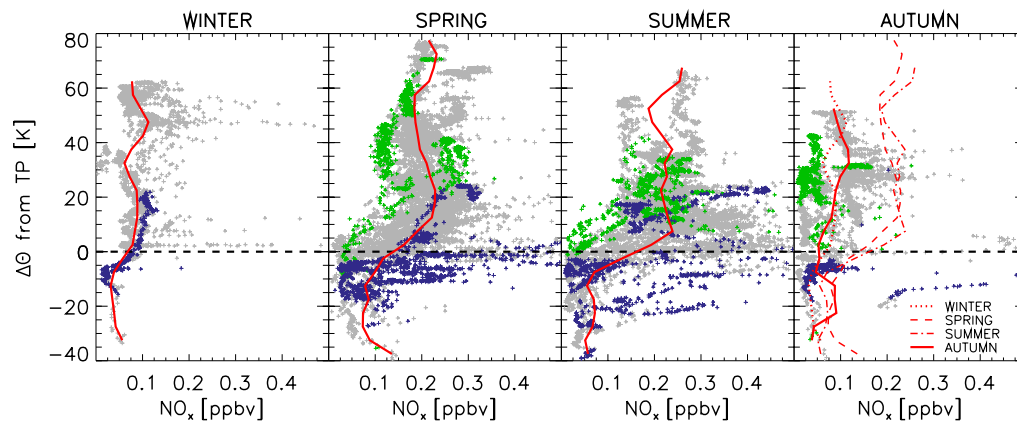 WINTER SPRING SUMMER AUTUMN
80
60
40
20
0
−20
−40
ΔΘ from TP [K]
WINTER
SPRING
SUMMER
AUTUMN
0.1 0.2 0.3 0.4 0.1 0.2 0.3 0.4 0.1 0.2 0.3 0.4 0.1 0.2 0.3 0.4
NOx [ppbv] NOx [ppbv] NOx [ppbv] NOx [ppbv]